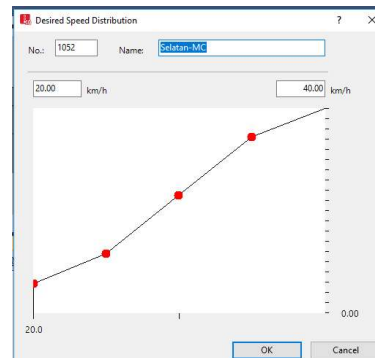 Desired Speed Distribution ? X
No.: 1052 Name: Selatan-MC
20.00 km/h 40.00 km/h
0.00
20.0
OK Cancel